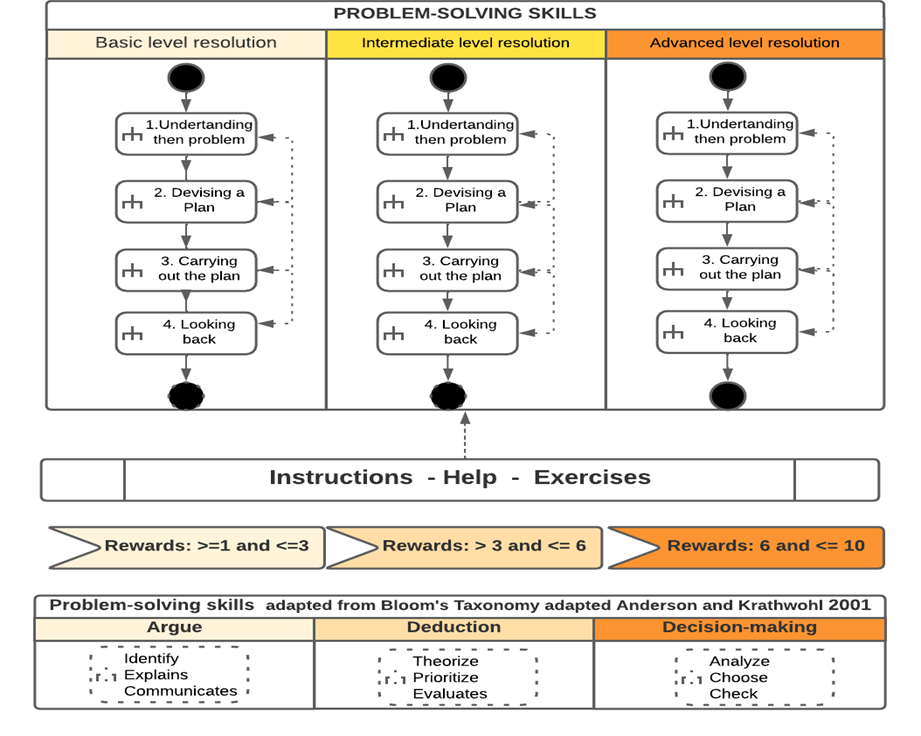 PROBLEM-SOLVING SKILLS
Basic level resolution
Intermediate level resolution
Advanced level resolution
1.Undertanding
then problem
2. Devising a
Plan
3. Carrying
out the plan
4. Looking
back
1.Undertanding
then problem
2. Devising a
Plan
3. Carrying
out the plan
4. Looking
back
1.Undertanding
then problem
2. Devising a
Plan
3. Carrying
out the plan
4. Looking
back
Instructions - Help - Exercises
Rewards: >=1 and <=3
Rewards: > 3 and <= 6
Rewards: 6 and <= 10
Problem-solving skills adapted from Bloom's Taxonomy adapted Anderson and Krathwohl 2001
Argue
Deduction
Decision-making
Identify
Explains
Communicates
Theorize
Prioritize
Evaluates
Analyze
Choose
Check